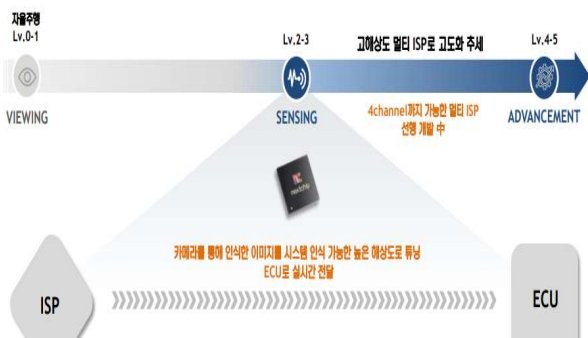 자율주행
Lv.0-1
Lv.2-3
고해상도 멀티 ISP로 고도화 추세
Lv.4-5
VIEWING
SENSING
4channel까지 가능한 멀티 ISP
선행 개발 中
ADVANCEMENT
nextchip
카메라를 통해 인식한 이미지를 시스템 인식 가능한 높은 해상도로 튜닝
ECU로 실시간 전달
ISP
ECU